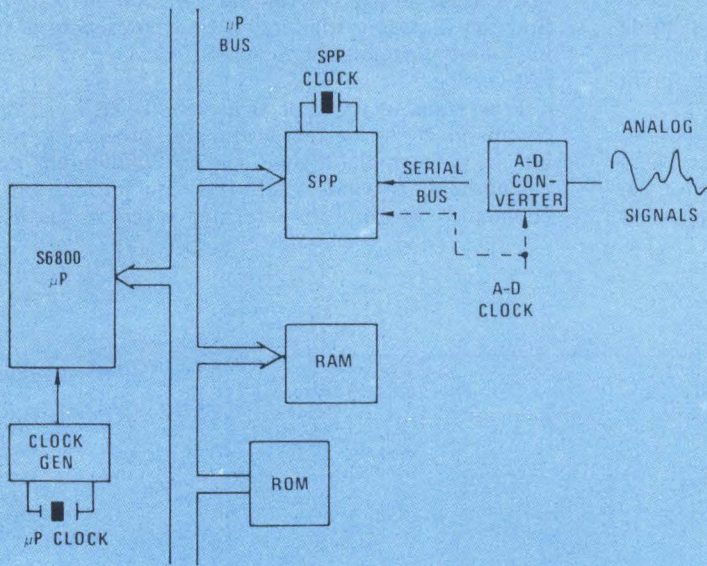 μP
BUS
SPP
CLOCK
SPP
SERIAL
BUS
A-D
CON-
VERTER
ANALOG
SIGNALS
A-D
CLOCK
S6800
μP
RAM
CLOCK
GEN
ROM
μP CLOCK